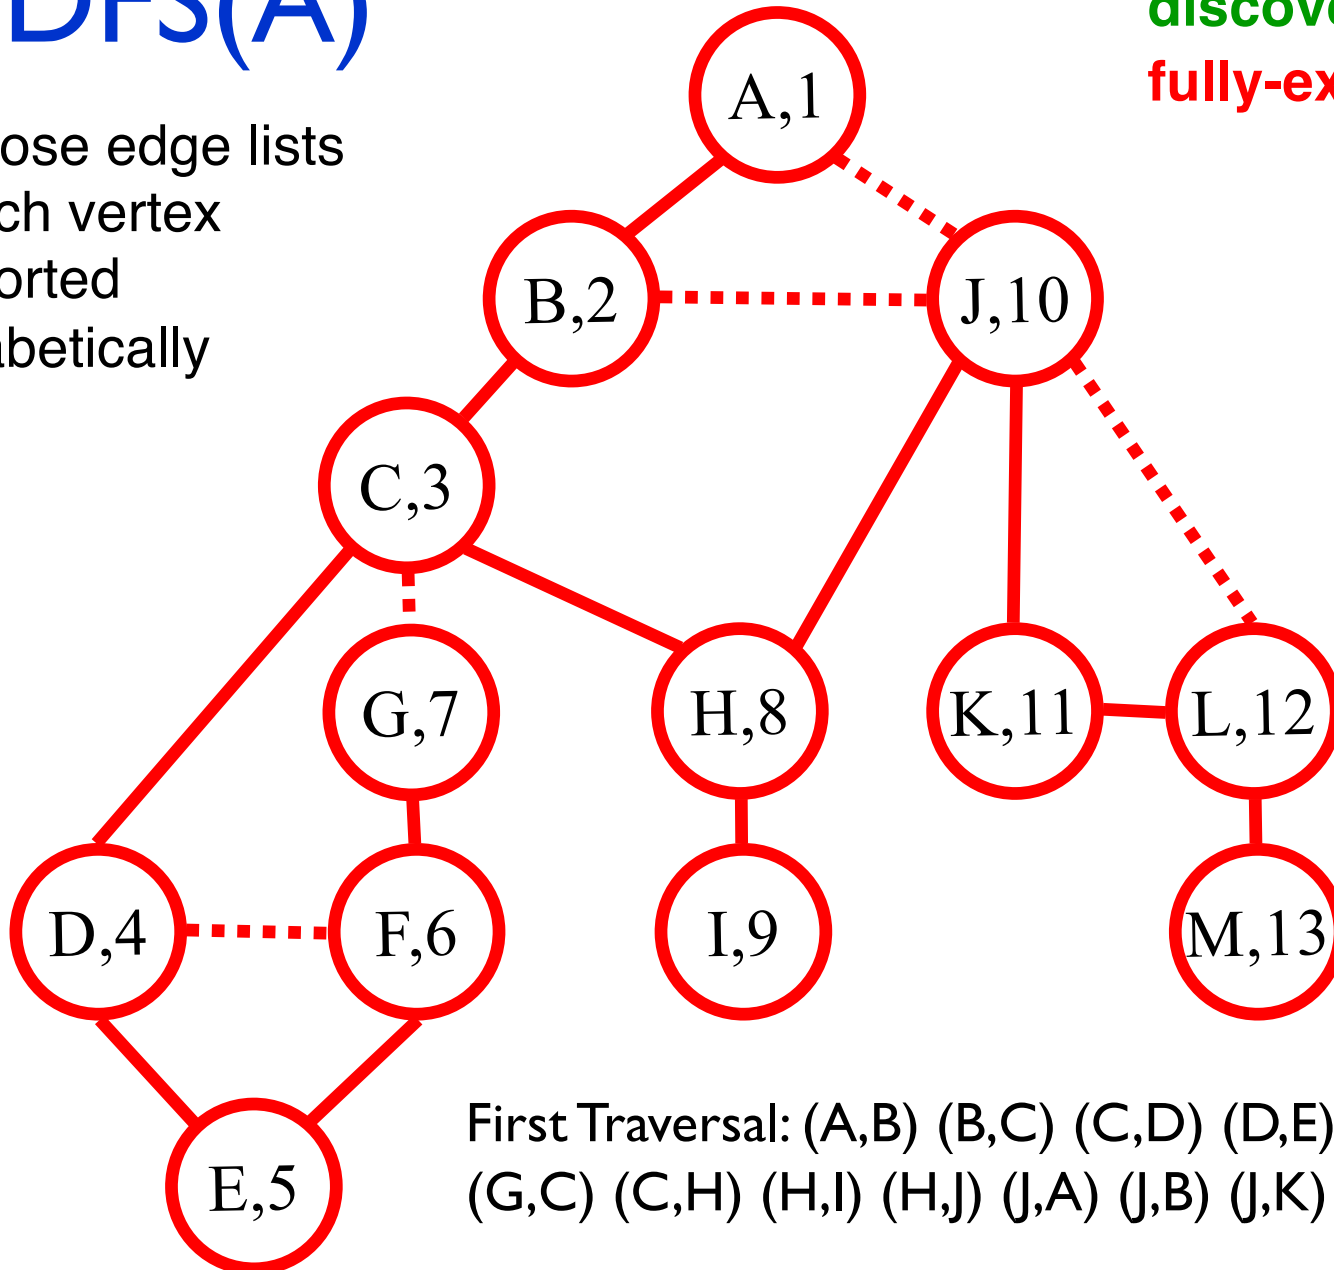 DFS(A)
discov
fully-ex
ose edge lists
ch vertex
orted
abetically
A,1
B,2
J,10
C,3
G,7
H,8
K,11
L,12
D,4
F,6
I,9
M,13
E,5
First Traversal: (A,B) (B,C) (C,D) (D,E)
(G,C) (C,H) (H,I) (H,J) (J,A) (J,B) (J,K)